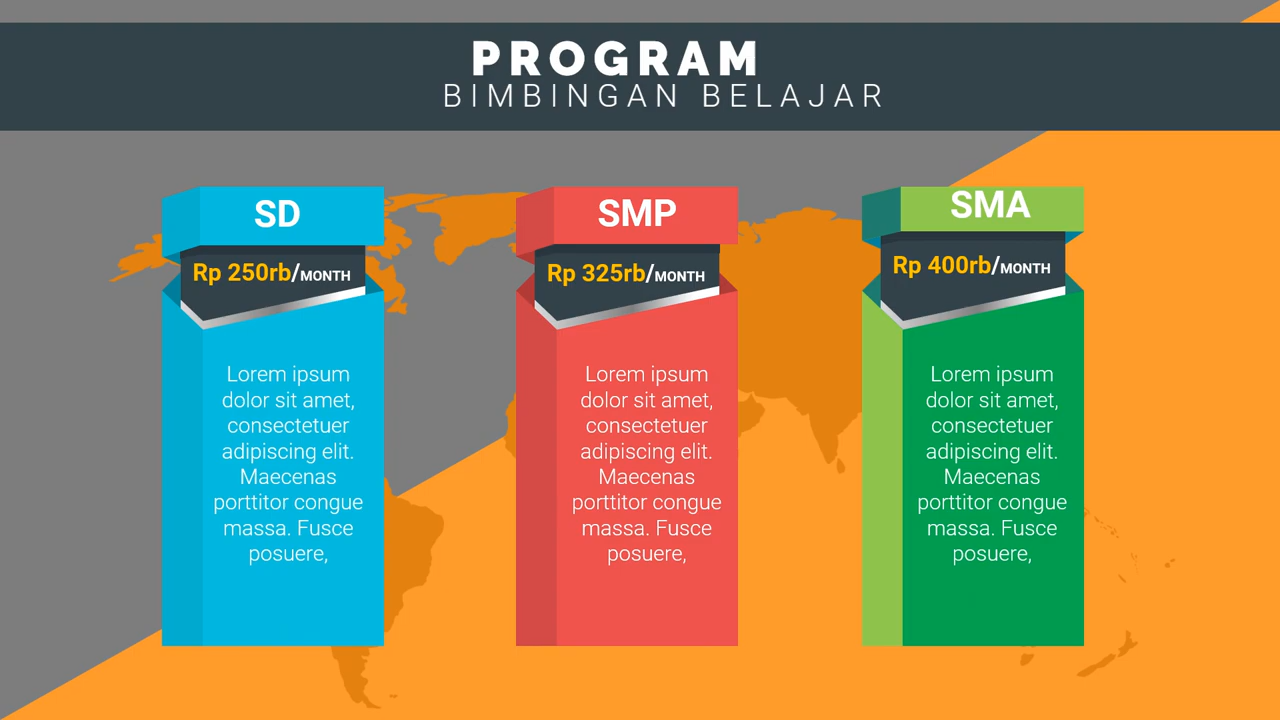 PROGRAM
BIMBINGAN BELAJAR
SD
Rp 250rb/MONTH
Lorem ipsum
dolor sit amet,
consectetuer
adipiscing elit.
Maecenas
porttitor congue
massa. Fusce
posuere,
SMP
Rp 325rb/MONTH
Lorem ipsum
dolor sit amet,
consectetuer
adipiscing elit.
Maecenas
porttitor congue
massa. Fusce
posuere,
SMA
Rp 400rb/MONTH
Lorem ipsum
dolor sit amet,
consectetuer
adipiscing elit.
Maecenas
porttitor congue
massa. Fusce
posuere,